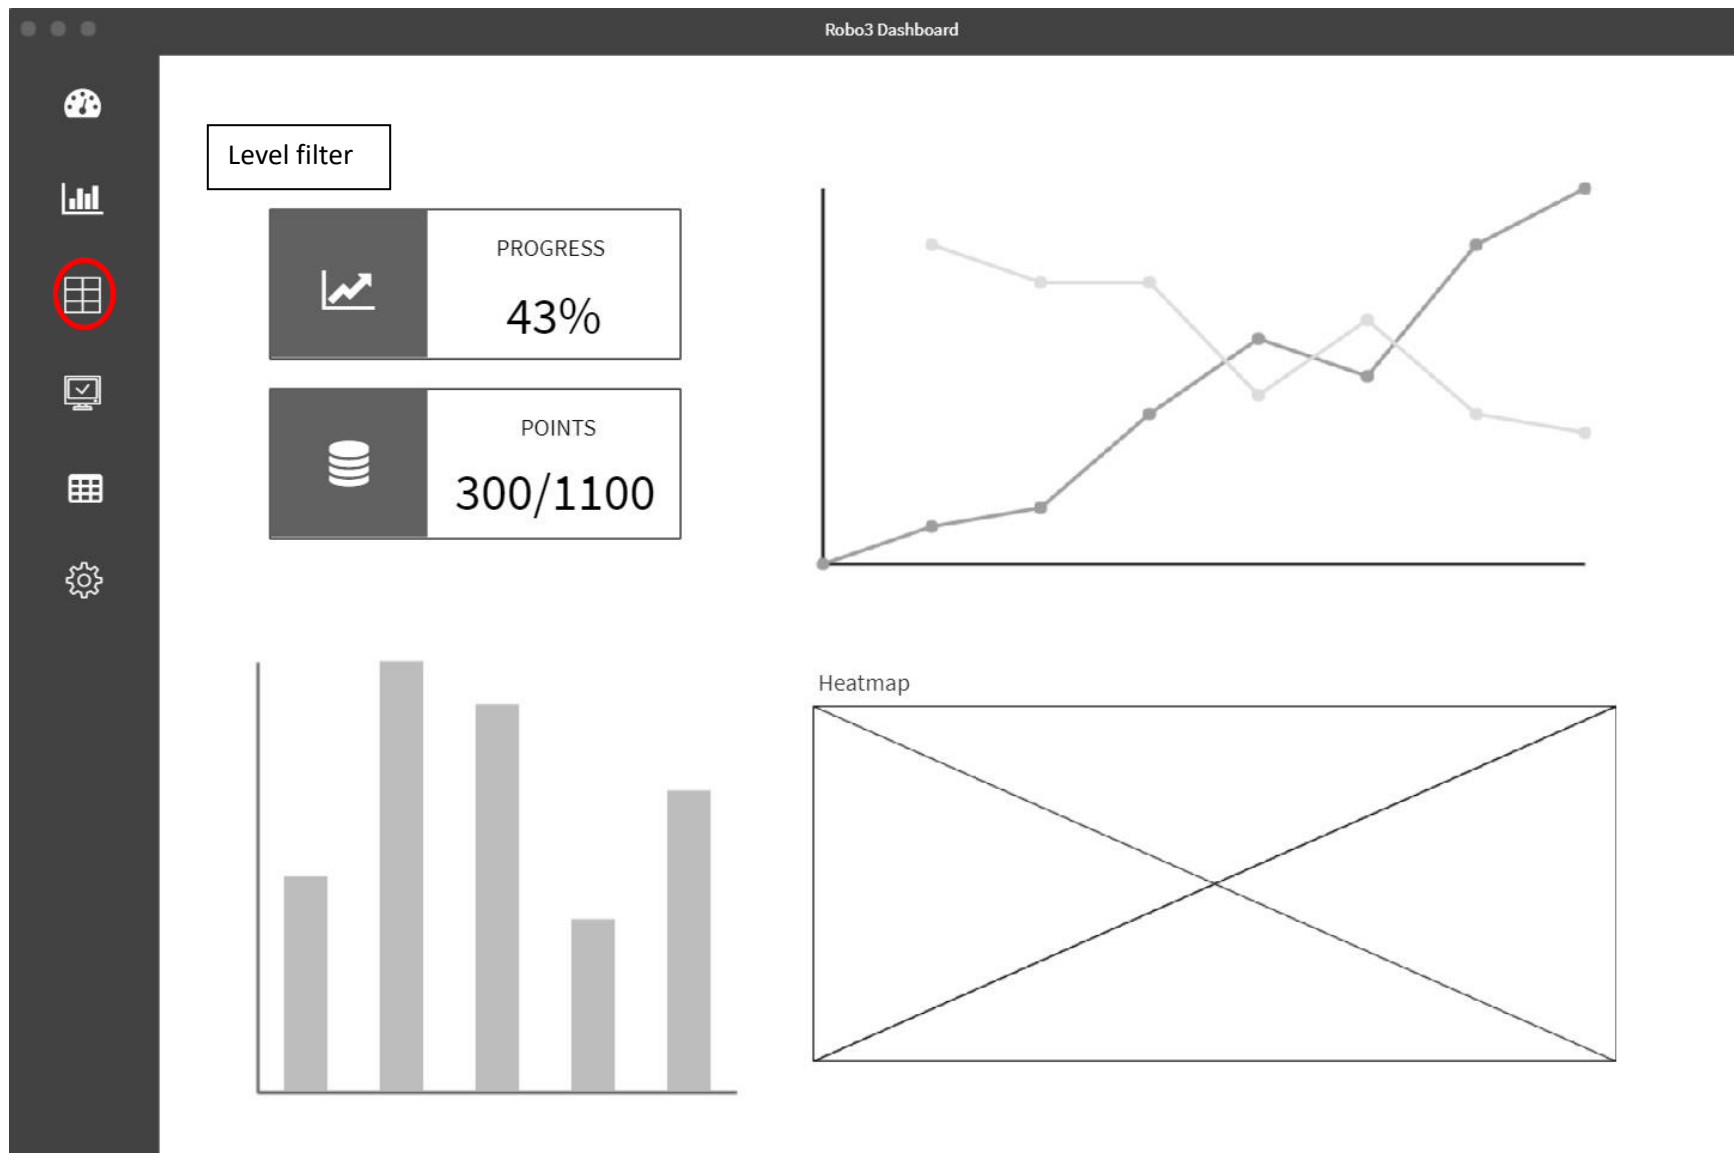 Robo3 Dashboard
Level filter
PROGRESS
43%
POINTS
300/1100
Heatmap